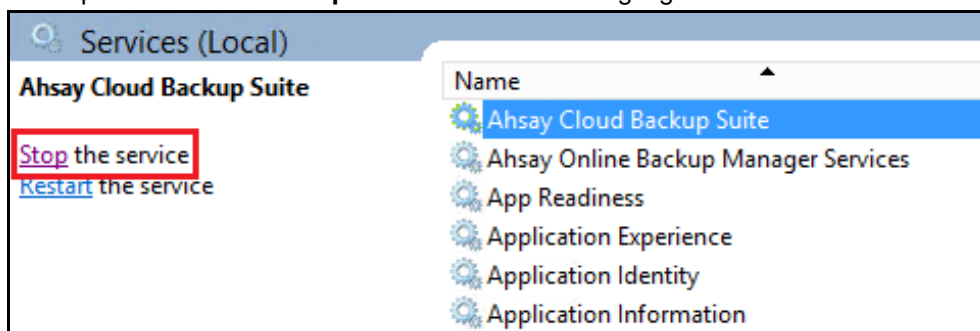 Services (Local)
Ahsay Cloud Backup Suite
Stop the service
Restart the service
Name
Ahsay Cloud Backup Suite
Ahsay Online Backup Manager Services
App Readiness
Application Experience
Application Identity
Application Information